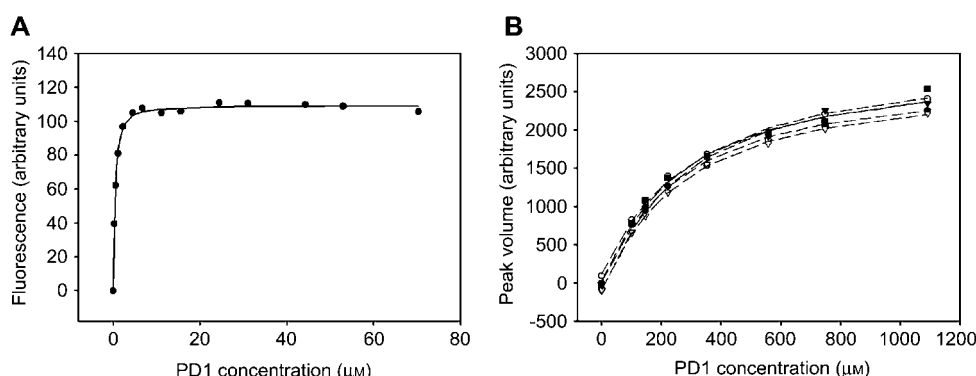 A
Fluorescence (arbitrary units)
140
120
100
80
60
40
20
0
0 20 40 60 80
PD1 concentration (μM)
B
Peak volume (arbitrary units)
3000
2500
2000
1500
1000
500
0
-500
0 200 400 600 800 1000 1200
PD1 concentration (μM)